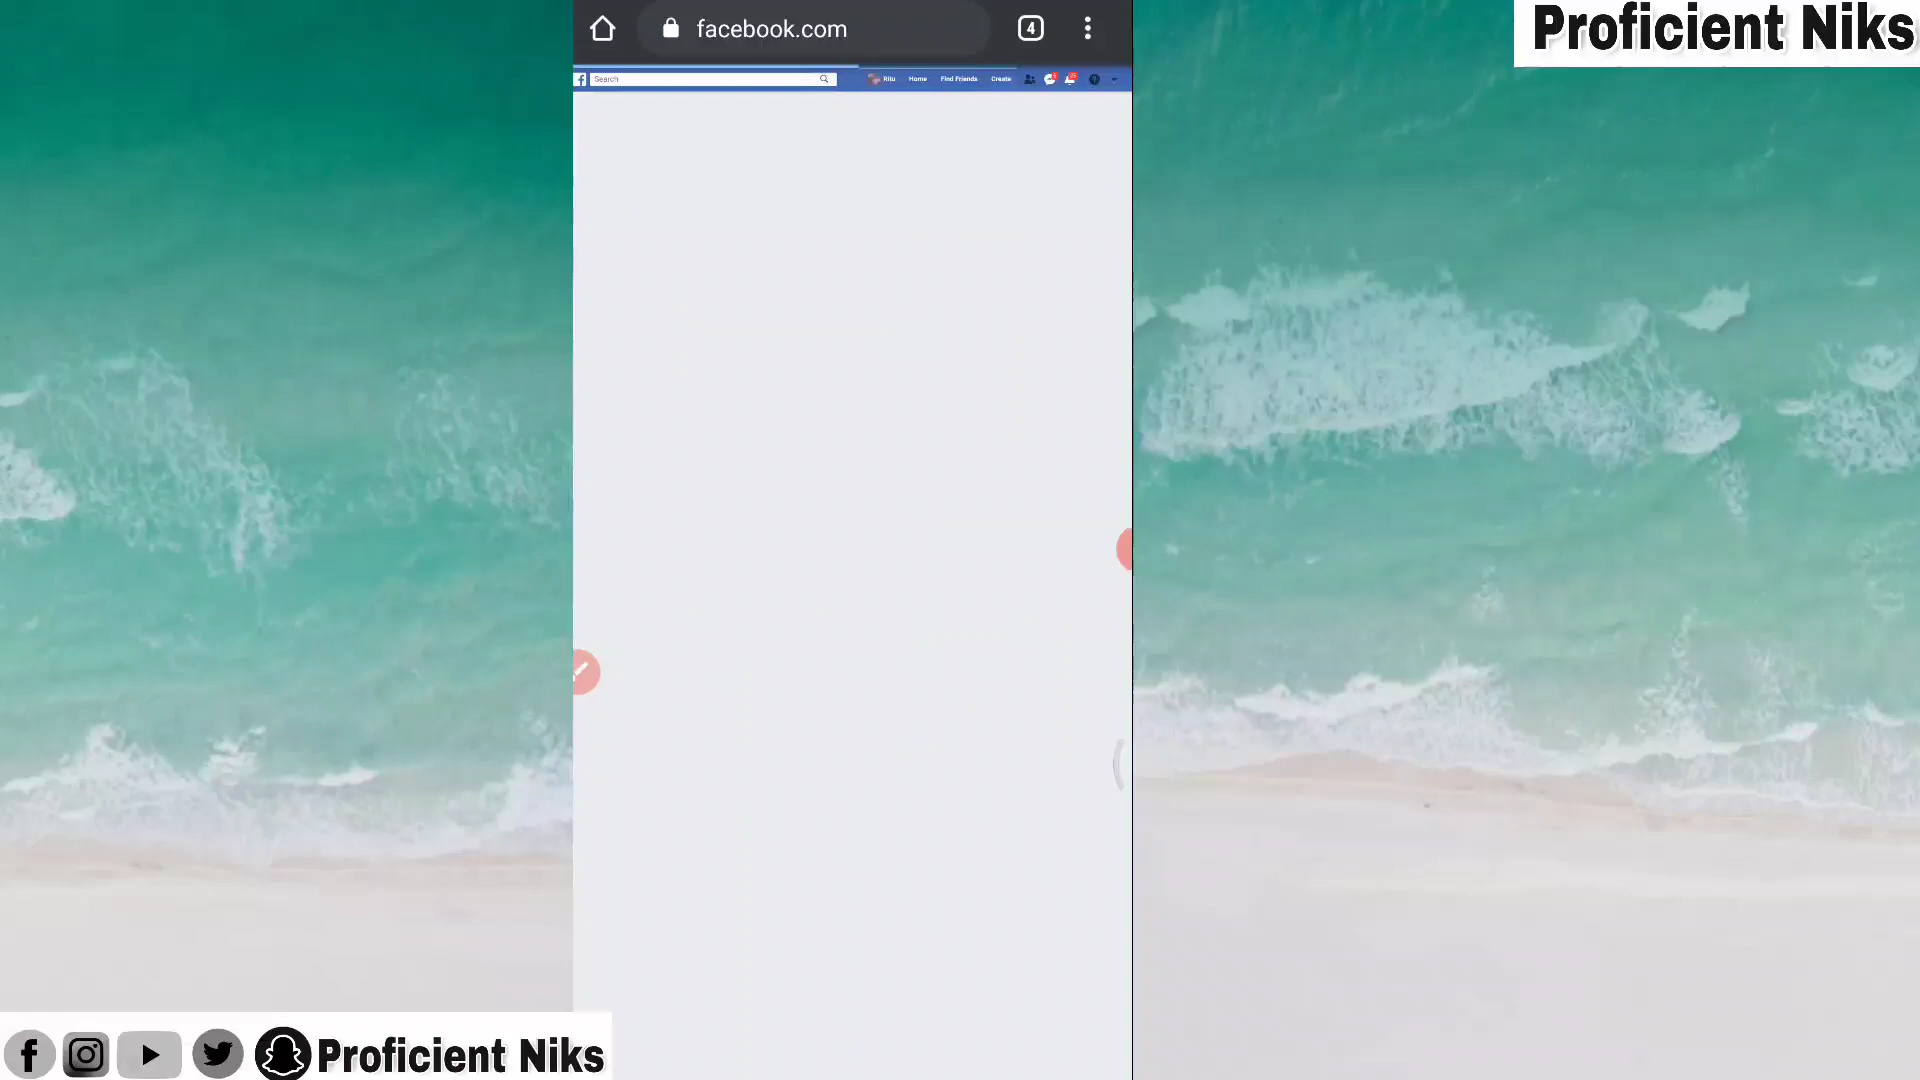 Proficient Niks
facebook.com
4
Search
Ritu
Home
Find Friends
Create
Proficient Niks